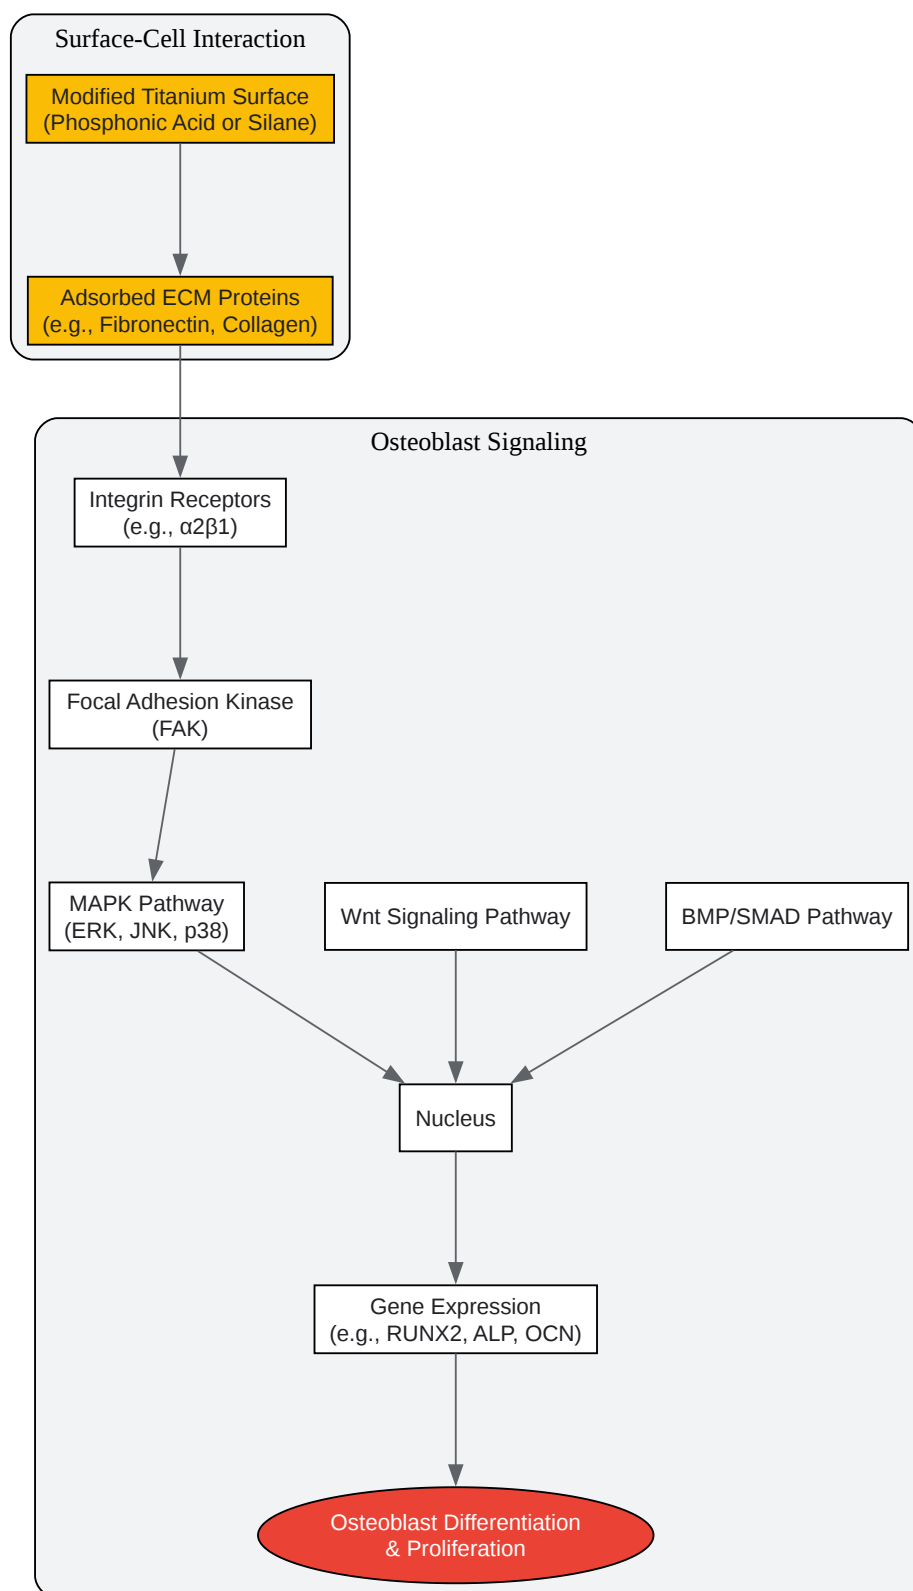 Surface-Cell Interaction
Modified Titanium Surface
(Phosphonic Acid or Silane)
Adsorbed ECM Proteins
(e.g., Fibronectin, Collagen)
Osteoblast Signaling
Integrin Receptors
(e.g., α2β1)
Focal Adhesion Kinase
(FAK)
MAPK Pathway
(ERK, JNK, p38)
Wnt Signaling Pathway
BMP/SMAD Pathway
Nucleus
Gene Expression
(e.g., RUNX2, ALP, OCN)
Osteoblast Differentiation
& Proliferation